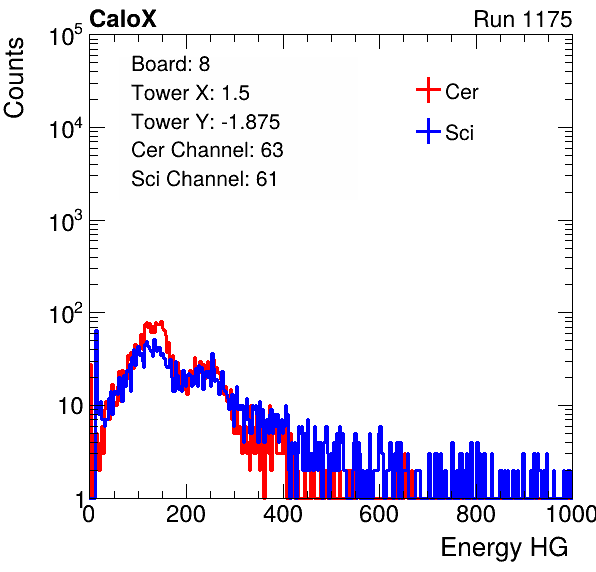 CaloX
Run 1175
Counts
10^5
10^4
10^3
10^2
10
1
Board: 8
Tower X: 1.5
Tower Y: -1.875
Cer Channel: 63
Sci Channel: 61
Cer
Sci
0 200 400 600 800 1000
Energy HG